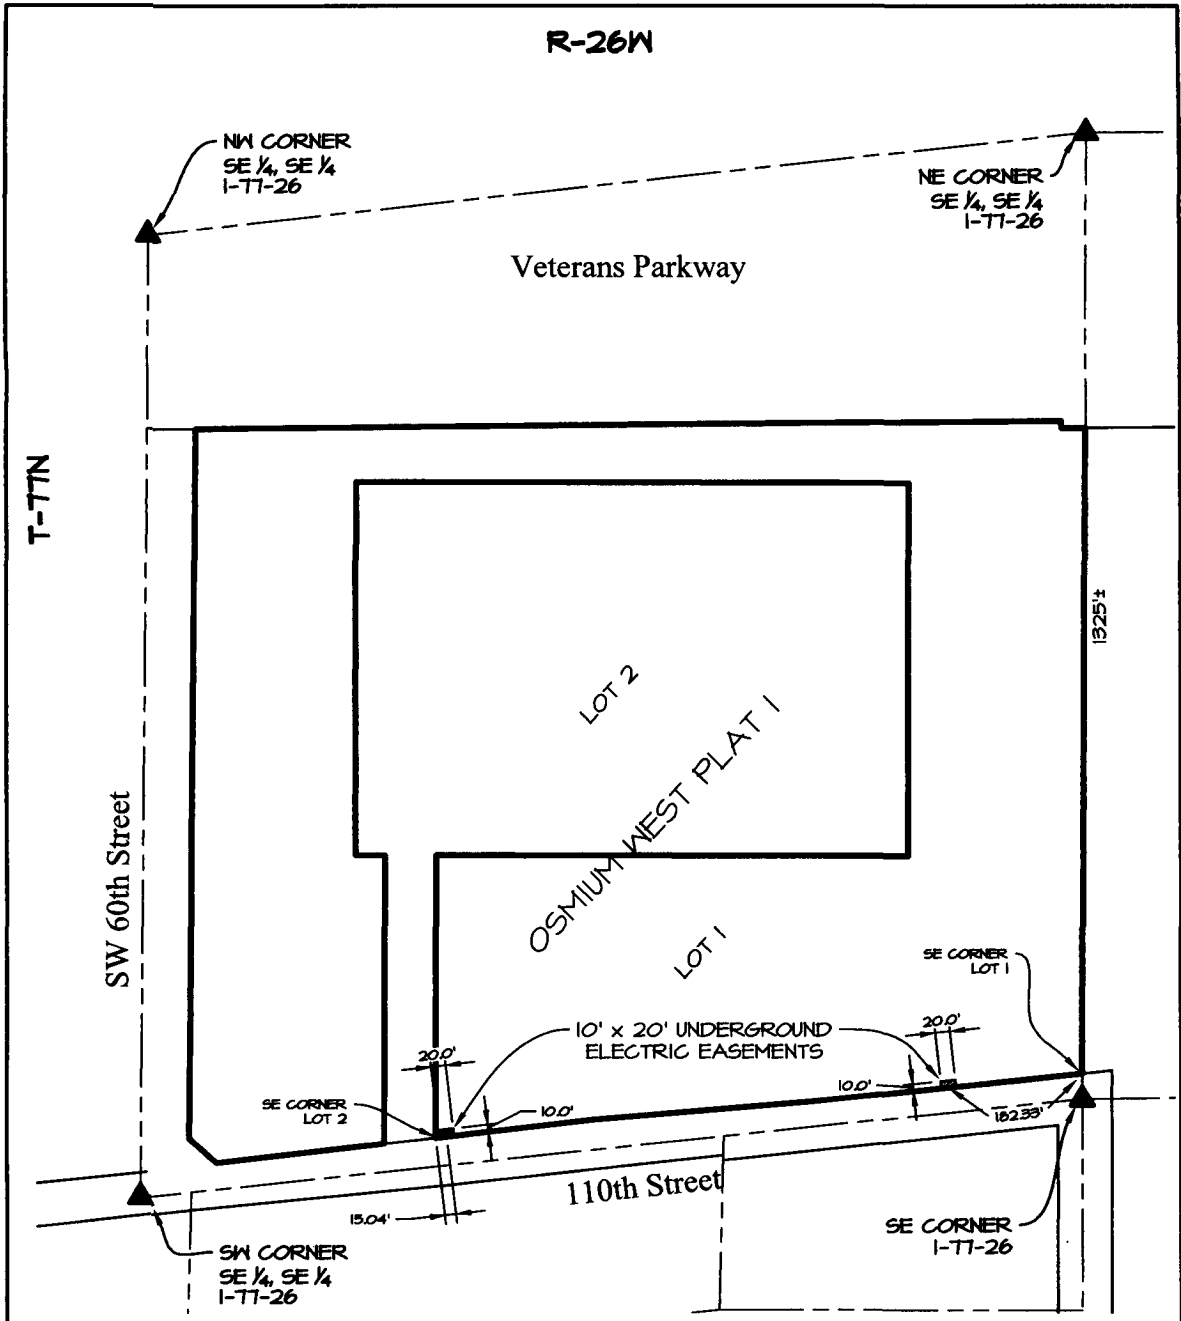 R-26W
NW CORNER
SE ¼, SE ¼
1-77-26
NE CORNER
SE ¼, SE ¼
1-77-26
Veterans Parkway
T-77N
1325'±
LOT 2
OSMIUM WEST PLAT 1
SW 60th Street
LOT 1
SE CORNER
LOT 1
10' x 20' UNDERGROUND
ELECTRIC EASEMENTS
20.0'
20.0'
10.0'
SE CORNER
LOT 2
10.0'
182.33'
110th Street
15.04'
SE CORNER
1-77-26
SW CORNER
SE ¼, SE ¼
1-77-26